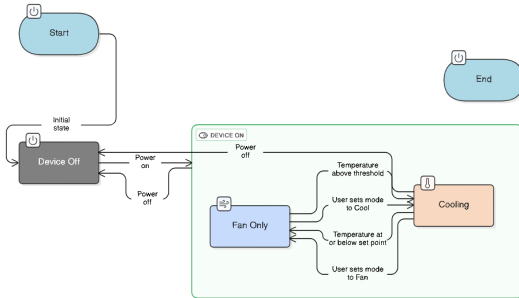 Start
End
Initial
state
DEVICE ON
Device Off
Power
on
Power
off
Power
off
Temperature
above threshold
User sets mode
to Cool
Fan Only
Cooling
Temperature at
or below set point
User sets mode
to Fan